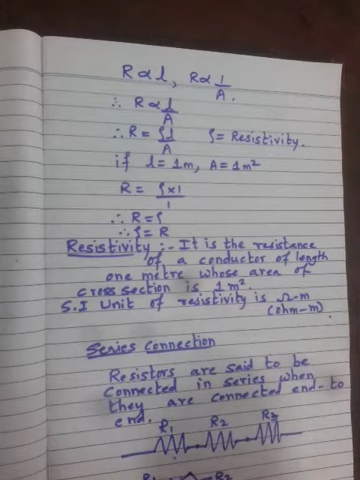 R ∝ l, R ∝ 1/A.
∴ R ∝ l/A
∴ R = ρl/A ρ = Resistivity.
if l = 1m, A = 1m²
R = ρ×1/1
∴ R = ρ
∴ ρ = R
Resistivity :- It is the resistance
of a conductor of length
one metre whose area of
cross section is 1m²
S.I Unit of resistivity is Ω-m
(ohm-m).
Series Connection
Resistors are said to be
connected in series when
they are connected end-to
end.
R₁ R₂ R₃
R₁ R₂